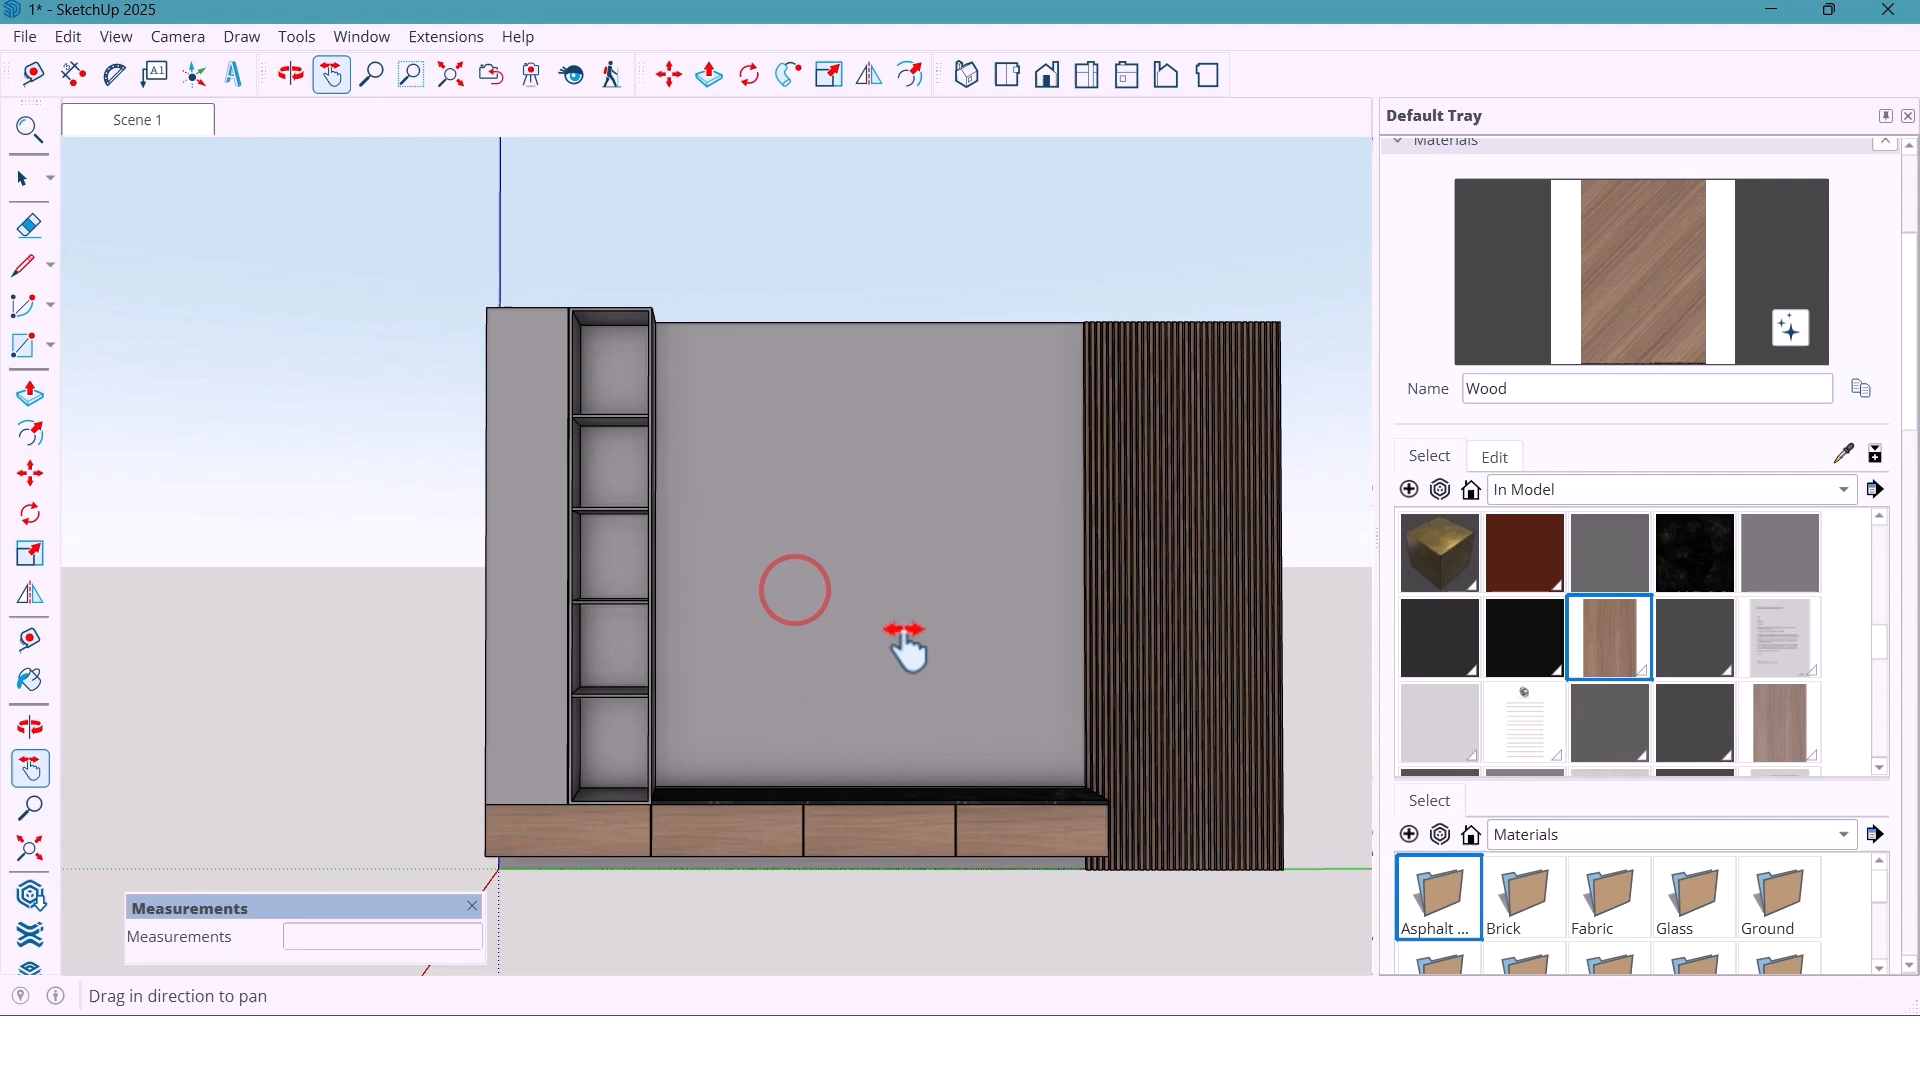 1* - SketchUp 2025
File Edit View Camera Draw Tools Window Extensions Help
A1
Scene 1
Default Tray
Materials
Name Wood
Select Edit
In Model
Select
Materials
Asphalt ... Brick Fabric Glass Ground
Measurements
Measurements
Drag in direction to pan